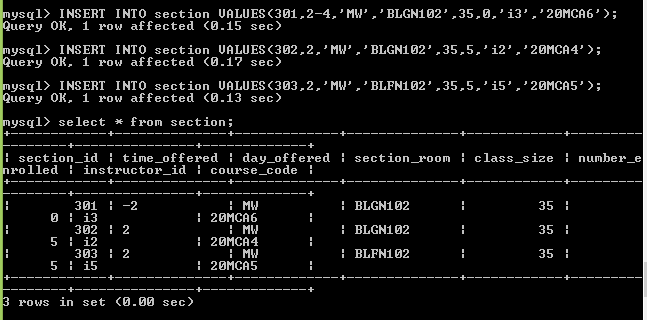 mysql> INSERT INTO section VALUES(301,2-4,'MW','BLGN102',35,0,'i3','20MCA6');
Query OK, 1 row affected (0.15 sec)
mysql> INSERT INTO section VALUES(302,2,'MW','BLGN102',35,5,'i2','20MCA4');
Query OK, 1 row affected (0.17 sec)
mysql> INSERT INTO section VALUES(303,2,'MW','BLFN102',35,5,'i5','20MCA5');
Query OK, 1 row affected (0.13 sec)
mysql> select * from section;
| section_id | time_offered | day_offered | section_room | class_size | number_e
nrolled | instructor_id | course_code |
| 301 | -2 | MW | BLGN102 | 35 |
0 | i3 | 20MCA6 |
| 302 | 2 | MW | BLGN102 | 35 |
5 | i2 | 20MCA4 |
| 303 | 2 | MW | BLFN102 | 35 |
5 | i5 | 20MCA5 |
3 rows in set (0.00 sec)